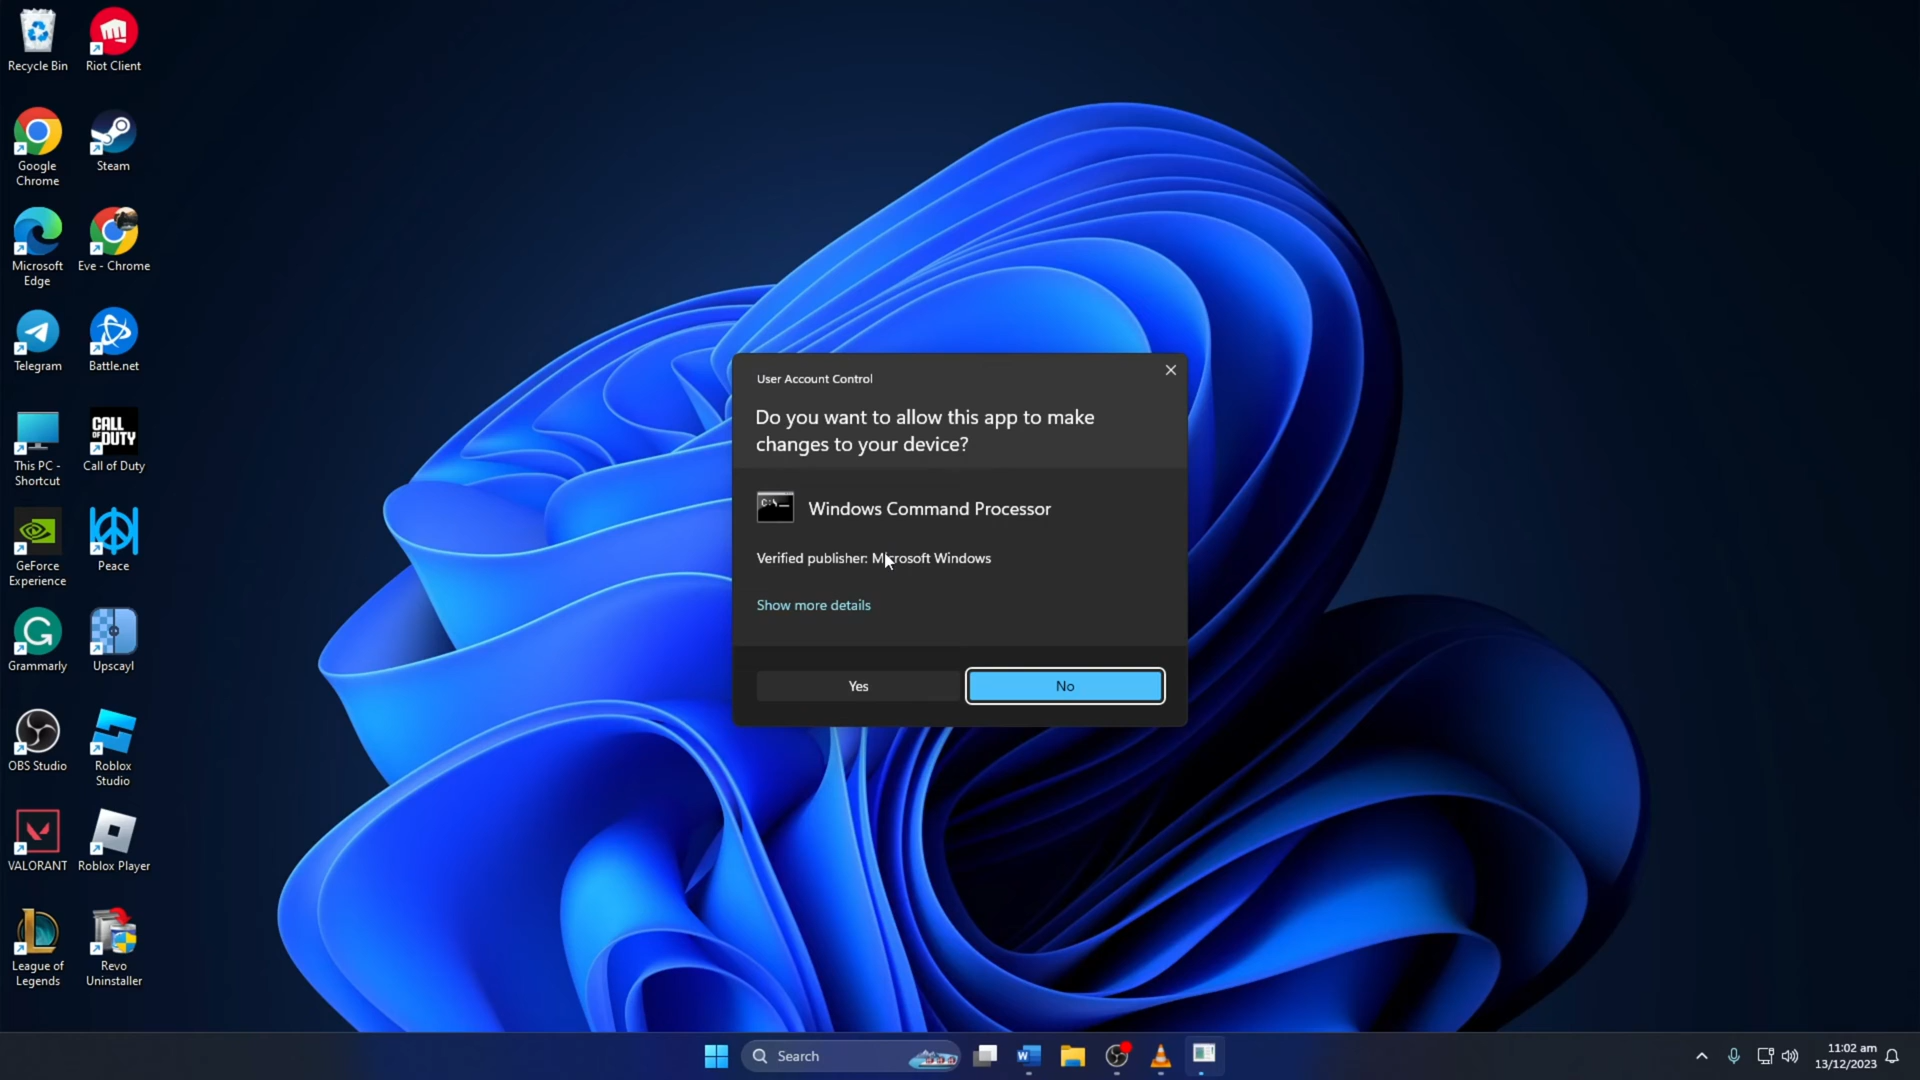 Recycle Bin
Riot Client
Google
Chrome
Steam
Microsoft
Edge
Eve - Chrome
Telegram
Battle.net
This PC -
Shortcut
CALL
OF DUTY
Call of Duty
GeForce
Experience
Peace
Grammarly
Upscayl
OBS Studio
Roblox
Studio
VALORANT
Roblox Player
League of
Legends
Revo
Uninstaller
User Account Control
Do you want to allow this app to make
changes to your device?
C:\
Windows Command Processor
Verified publisher: Microsoft Windows
Show more details
Yes
No
Search
W
11:02 am
13/12/2023